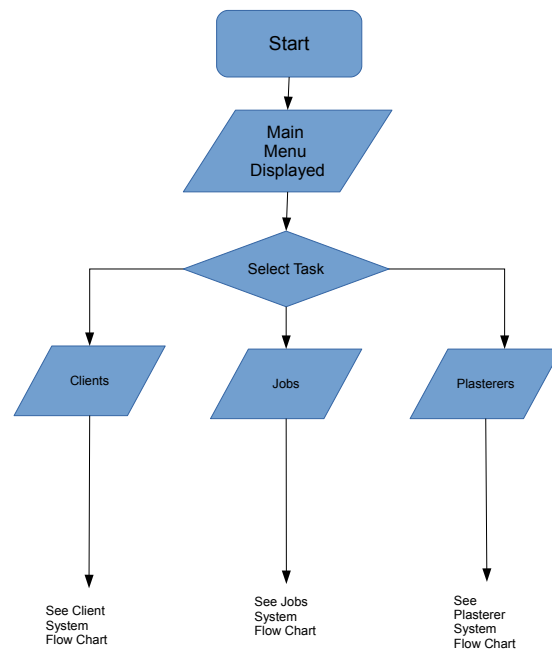 Start
Main
Menu
Displayed
Select Task
Clients
Jobs
Plasterers
See Client
System
Flow Chart
See Jobs
System
Flow Chart
See
Plasterer
System
Flow Chart